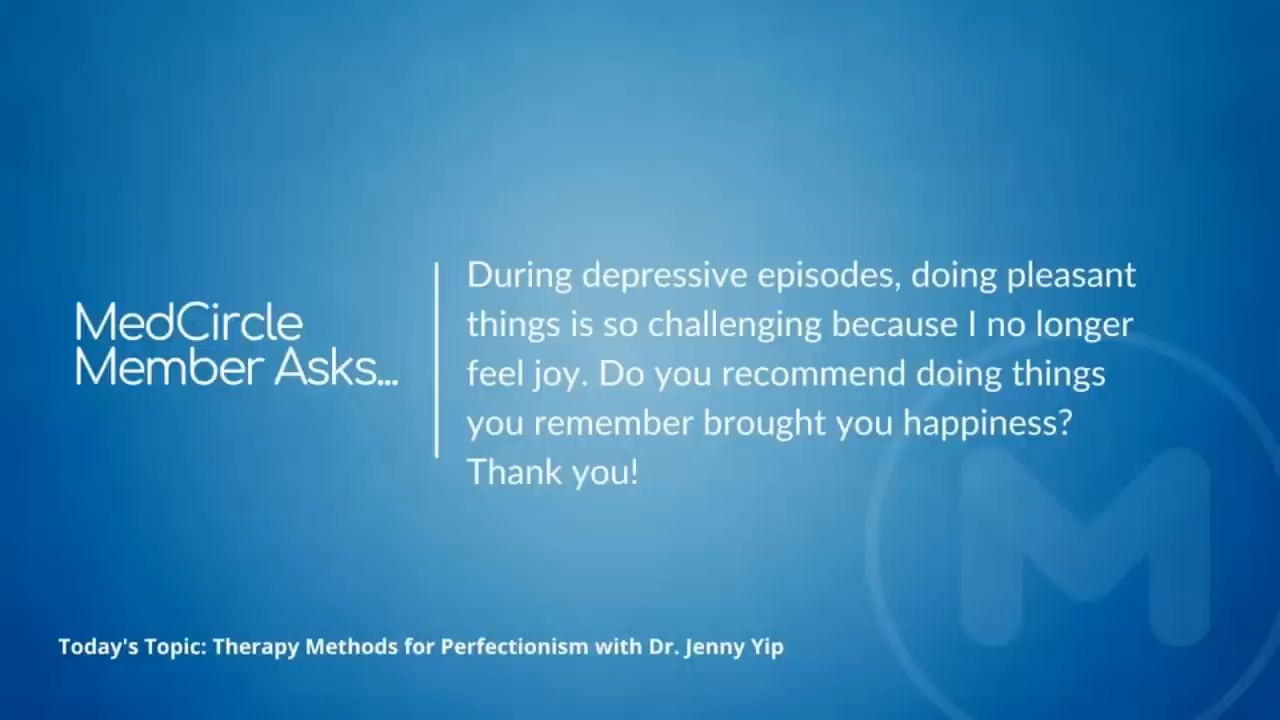 MedCircle
Member Asks...
During depressive episodes, doing pleasant
things is so challenging because I no longer
feel joy. Do you recommend doing things
you remember brought you happiness?
Thank you!
M
Today's Topic: Therapy Methods for Perfectionism with Dr. Jenny Yip